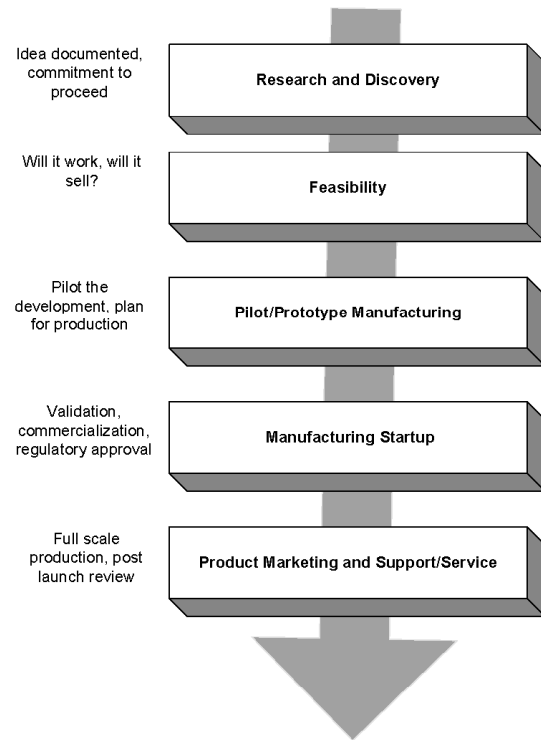 Idea documented,
commitment to
proceed
Research and Discovery
Will it work, will it
sell?
Feasibility
Pilot the
development, plan
for production
Pilot/Prototype Manufacturing
Validation,
commercialization,
regulatory approval
Manufacturing Startup
Full scale
production, post
launch review
Product Marketing and Support/Service